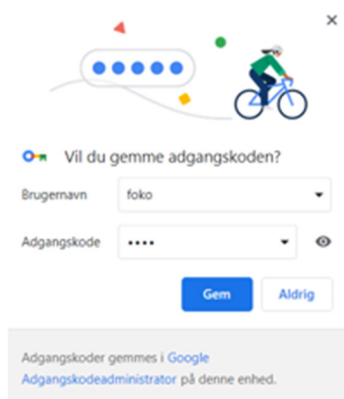 Vil du gemme adgangskoden?
Brugernavn foko
Adgangskode ••••
Gem Aldrig
Adgangskoder gemmes i Google
Adgangskodeadministrator på denne enhed.